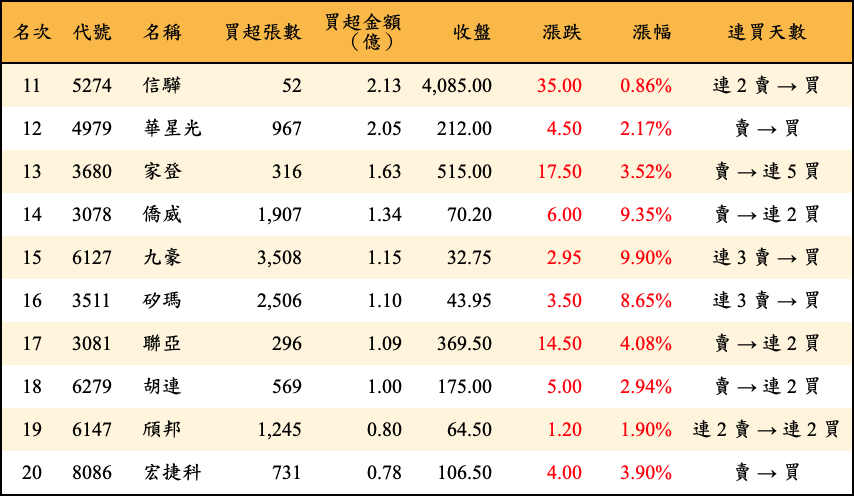 名次 代號 名稱 買超張數 買超金額（億） 收盤 漲跌 漲幅 連買天數
11 5274 信驊 52 2.13 4,085.00 35.00 0.86% 連 2 賣 → 買
12 4979 華星光 967 2.05 212.00 4.50 2.17% 賣 → 買
13 3680 家登 316 1.63 515.00 17.50 3.52% 賣 → 連 5 買
14 3078 僑威 1,907 1.34 70.20 6.00 9.35% 賣 → 連 2 買
15 6127 九豪 3,508 1.15 32.75 2.95 9.90% 連 3 賣 → 買
16 3511 矽瑪 2,506 1.10 43.95 3.50 8.65% 連 3 賣 → 買
17 3081 聯亞 296 1.09 369.50 14.50 4.08% 賣 → 連 2 買
18 6279 胡連 569 1.00 175.00 5.00 2.94% 賣 → 連 2 買
19 6147 頎邦 1,245 0.80 64.50 1.20 1.90% 連 2 賣 → 連 2 買
20 8086 宏捷科 731 0.78 106.50 4.00 3.90% 賣 → 買